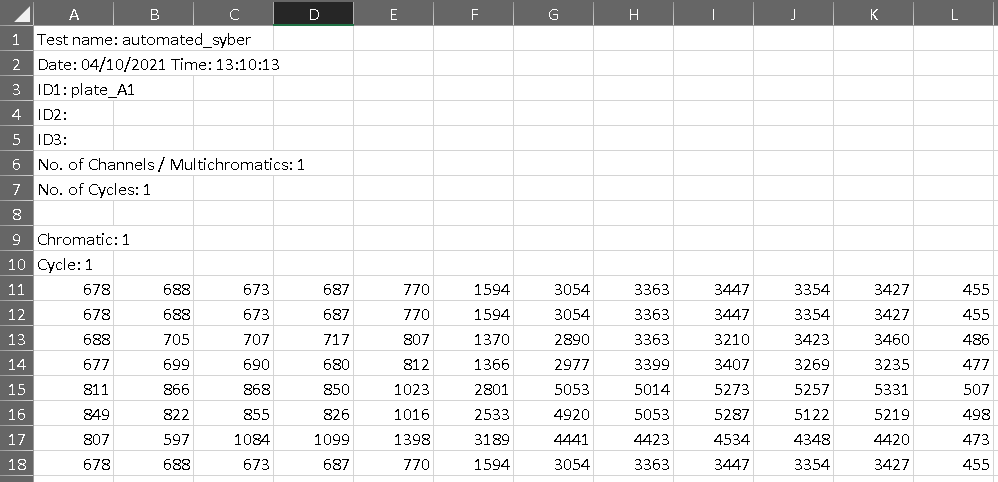 A B C D E F G H I J K L
1 Test name: automated_syber
2 Date: 04/10/2021 Time: 13:10:13
3 ID1: plate_A1
4 ID2:
5 ID3:
6 No. of Channels / Multichromatics: 1
7 No. of Cycles: 1
8
9 Chromatic: 1
10 Cycle: 1
11 678 688 673 687 770 1594 3054 3363 3447 3354 3427 455
12 678 688 673 687 770 1594 3054 3363 3447 3354 3427 455
13 688 705 707 717 807 1370 2890 3363 3210 3423 3460 486
14 677 699 690 680 812 1366 2977 3399 3407 3269 3235 477
15 811 866 868 850 1023 2801 5053 5014 5273 5257 5331 507
16 849 822 855 826 1016 2533 4920 5053 5287 5122 5219 498
17 807 597 1084 1099 1398 3189 4441 4423 4534 4348 4420 473
18 678 688 673 687 770 1594 3054 3363 3447 3354 3427 455